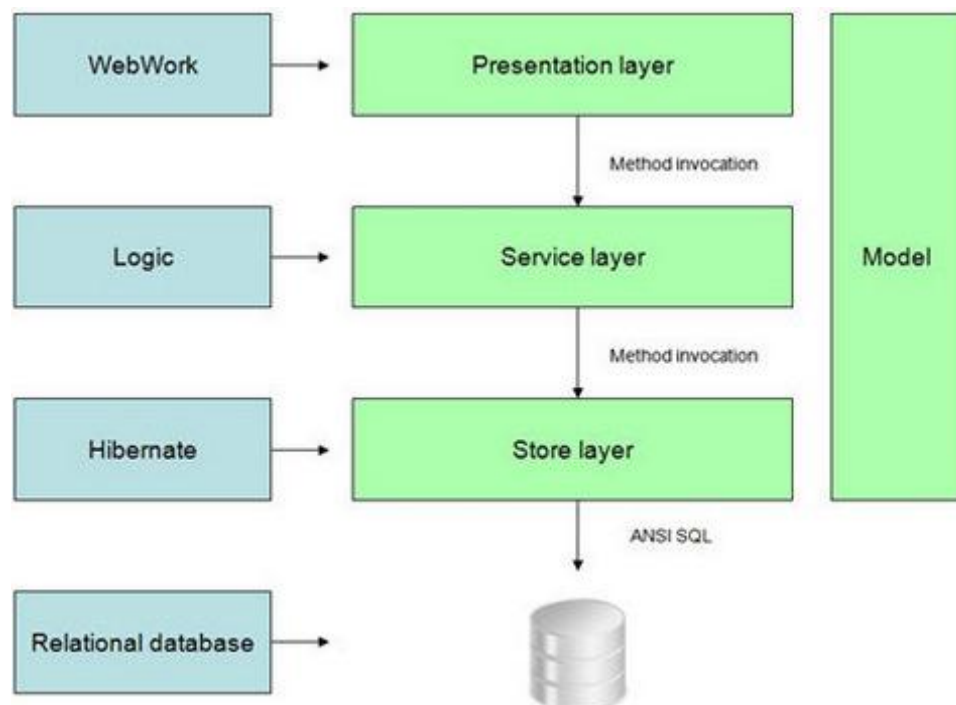 WebWork
Presentation layer
Method invocation
Logic
Service layer
Model
Method invocation
Hibernate
Store layer
ANSI SQL
Relational database